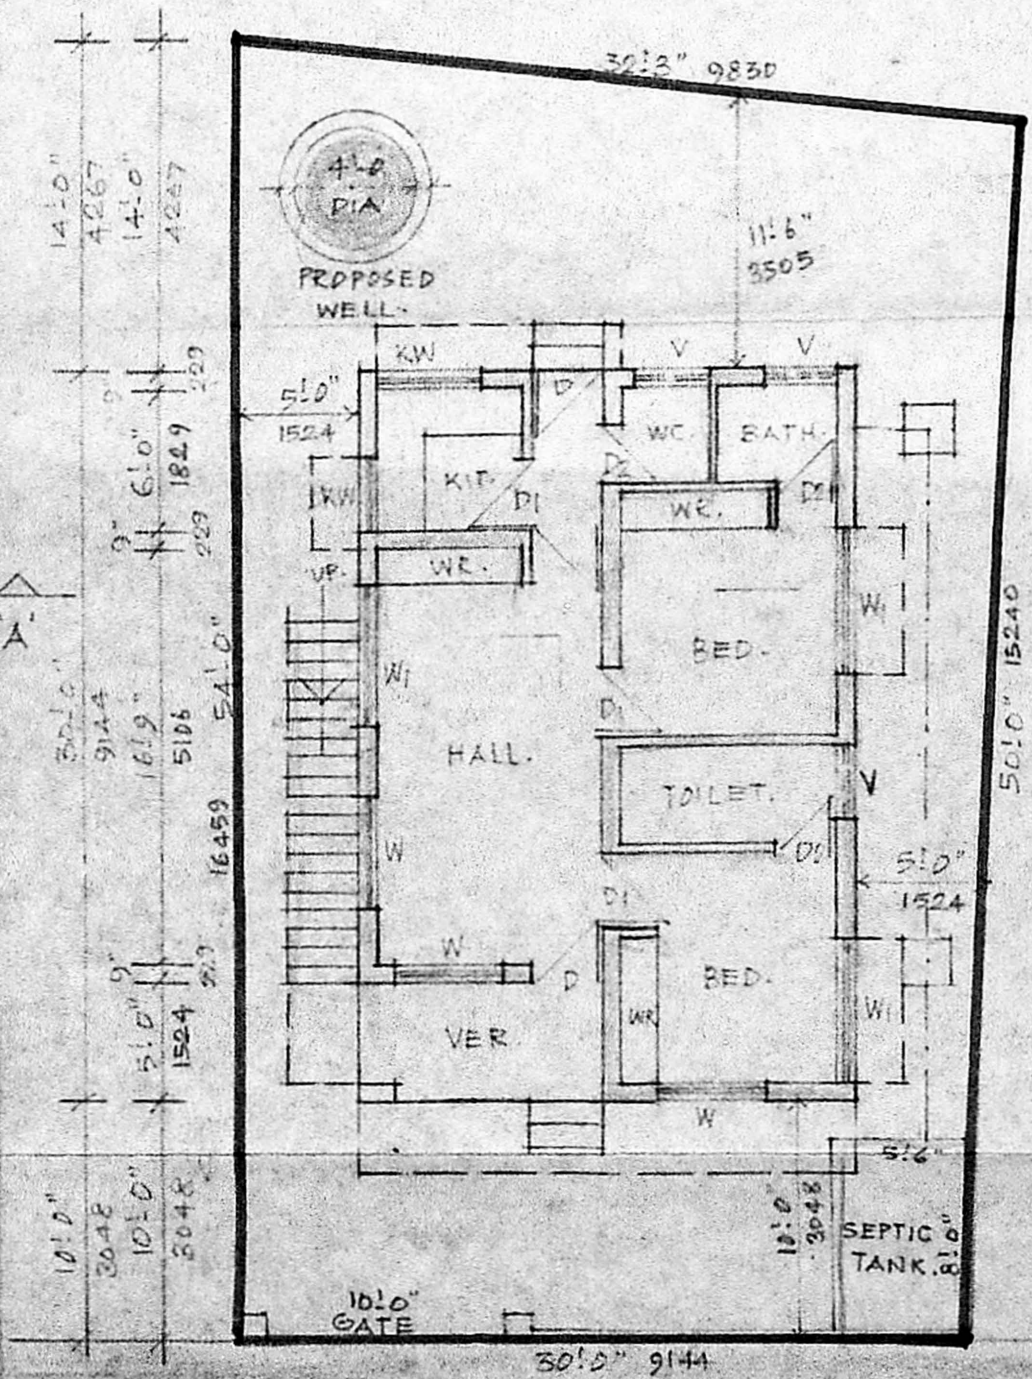 32'-3" 9830
4'-0
DIA
PROPOSED
WELL.
11'-6"
3505
14'-0"
4267
14'-0"
4267
229
9"
6'-0"
1829
9"
229
5'-0"
1524
KW
D
V
V
WC.
BATH.
KIT.
D1
D2
D2
KW
WR.
WR.
UP.
'A'
W1
BED.
W1
D1
HALL.
TOILET.
V
D2
W
D1
30'-0"
9144
16'-9"
5106
54'-0"
16459
50'-0" 15240
5'-0"
1524
W
D
BED.
W1
WR
VER.
W
9"
229
5'-0"
1524
10'-0"
3048
10'-0"
3048
5'-6"
10'-0"
3048
SEPTIC
TANK.
8'-0"
10'-0"
GATE
30'-0" 9144